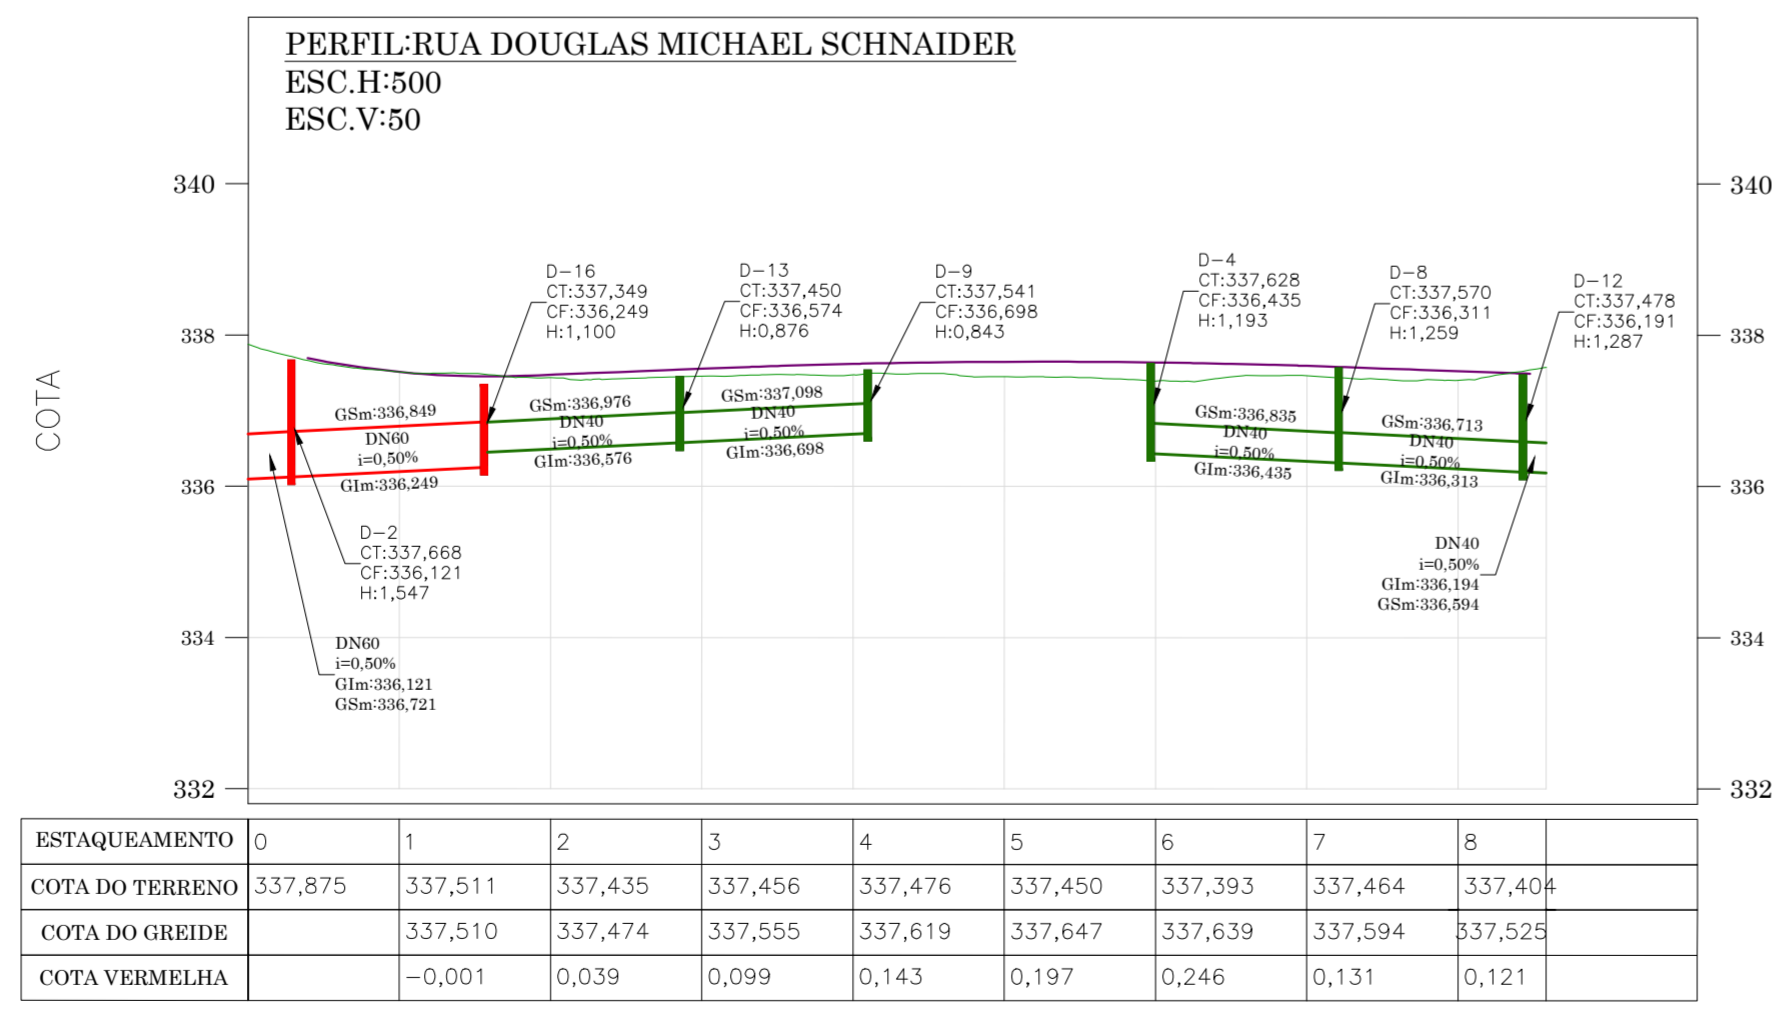 PERFIL:RUA DOUGLAS MICHAEL SCHNAIDER
ESC.H:500
ESC.V:50
COTA
340
338
336
334
332
340
338
336
334
332
D-16
CT:337,349
CF:336,249
H:1,100
D-13
CT:337,450
CF:336,574
H:0,876
D-9
CT:337,541
CF:336,698
H:0,843
D-4
CT:337,628
CF:336,435
H:1,193
D-8
CT:337,570
CF:336,311
H:1,259
D-12
CT:337,478
CF:336,191
H:1,287
GSm:336,849
DN60
i=0,50%
GIm:336,249
GSm:336,976
DN40
i=0,50%
GIm:336,576
GSm:337,098
DN40
i=0,50%
GIm:336,698
GSm:336,835
DN40
i=0,50%
GIm:336,435
GSm:336,713
DN40
i=0,50%
GIm:336,313
D-2
CT:337,668
CF:336,121
H:1,547
DN60
i=0,50%
GIm:336,121
GSm:336,721
DN40
i=0,50%
GIm:336,194
GSm:336,594
ESTAQUEAMENTO 0 1 2 3 4 5 6 7 8
COTA DO TERRENO 337,875 337,511 337,435 337,456 337,476 337,450 337,393 337,464 337,404
COTA DO GREIDE 337,510 337,474 337,555 337,619 337,647 337,639 337,594 337,525
COTA VERMELHA -0,001 0,039 0,099 0,143 0,197 0,246 0,131 0,121